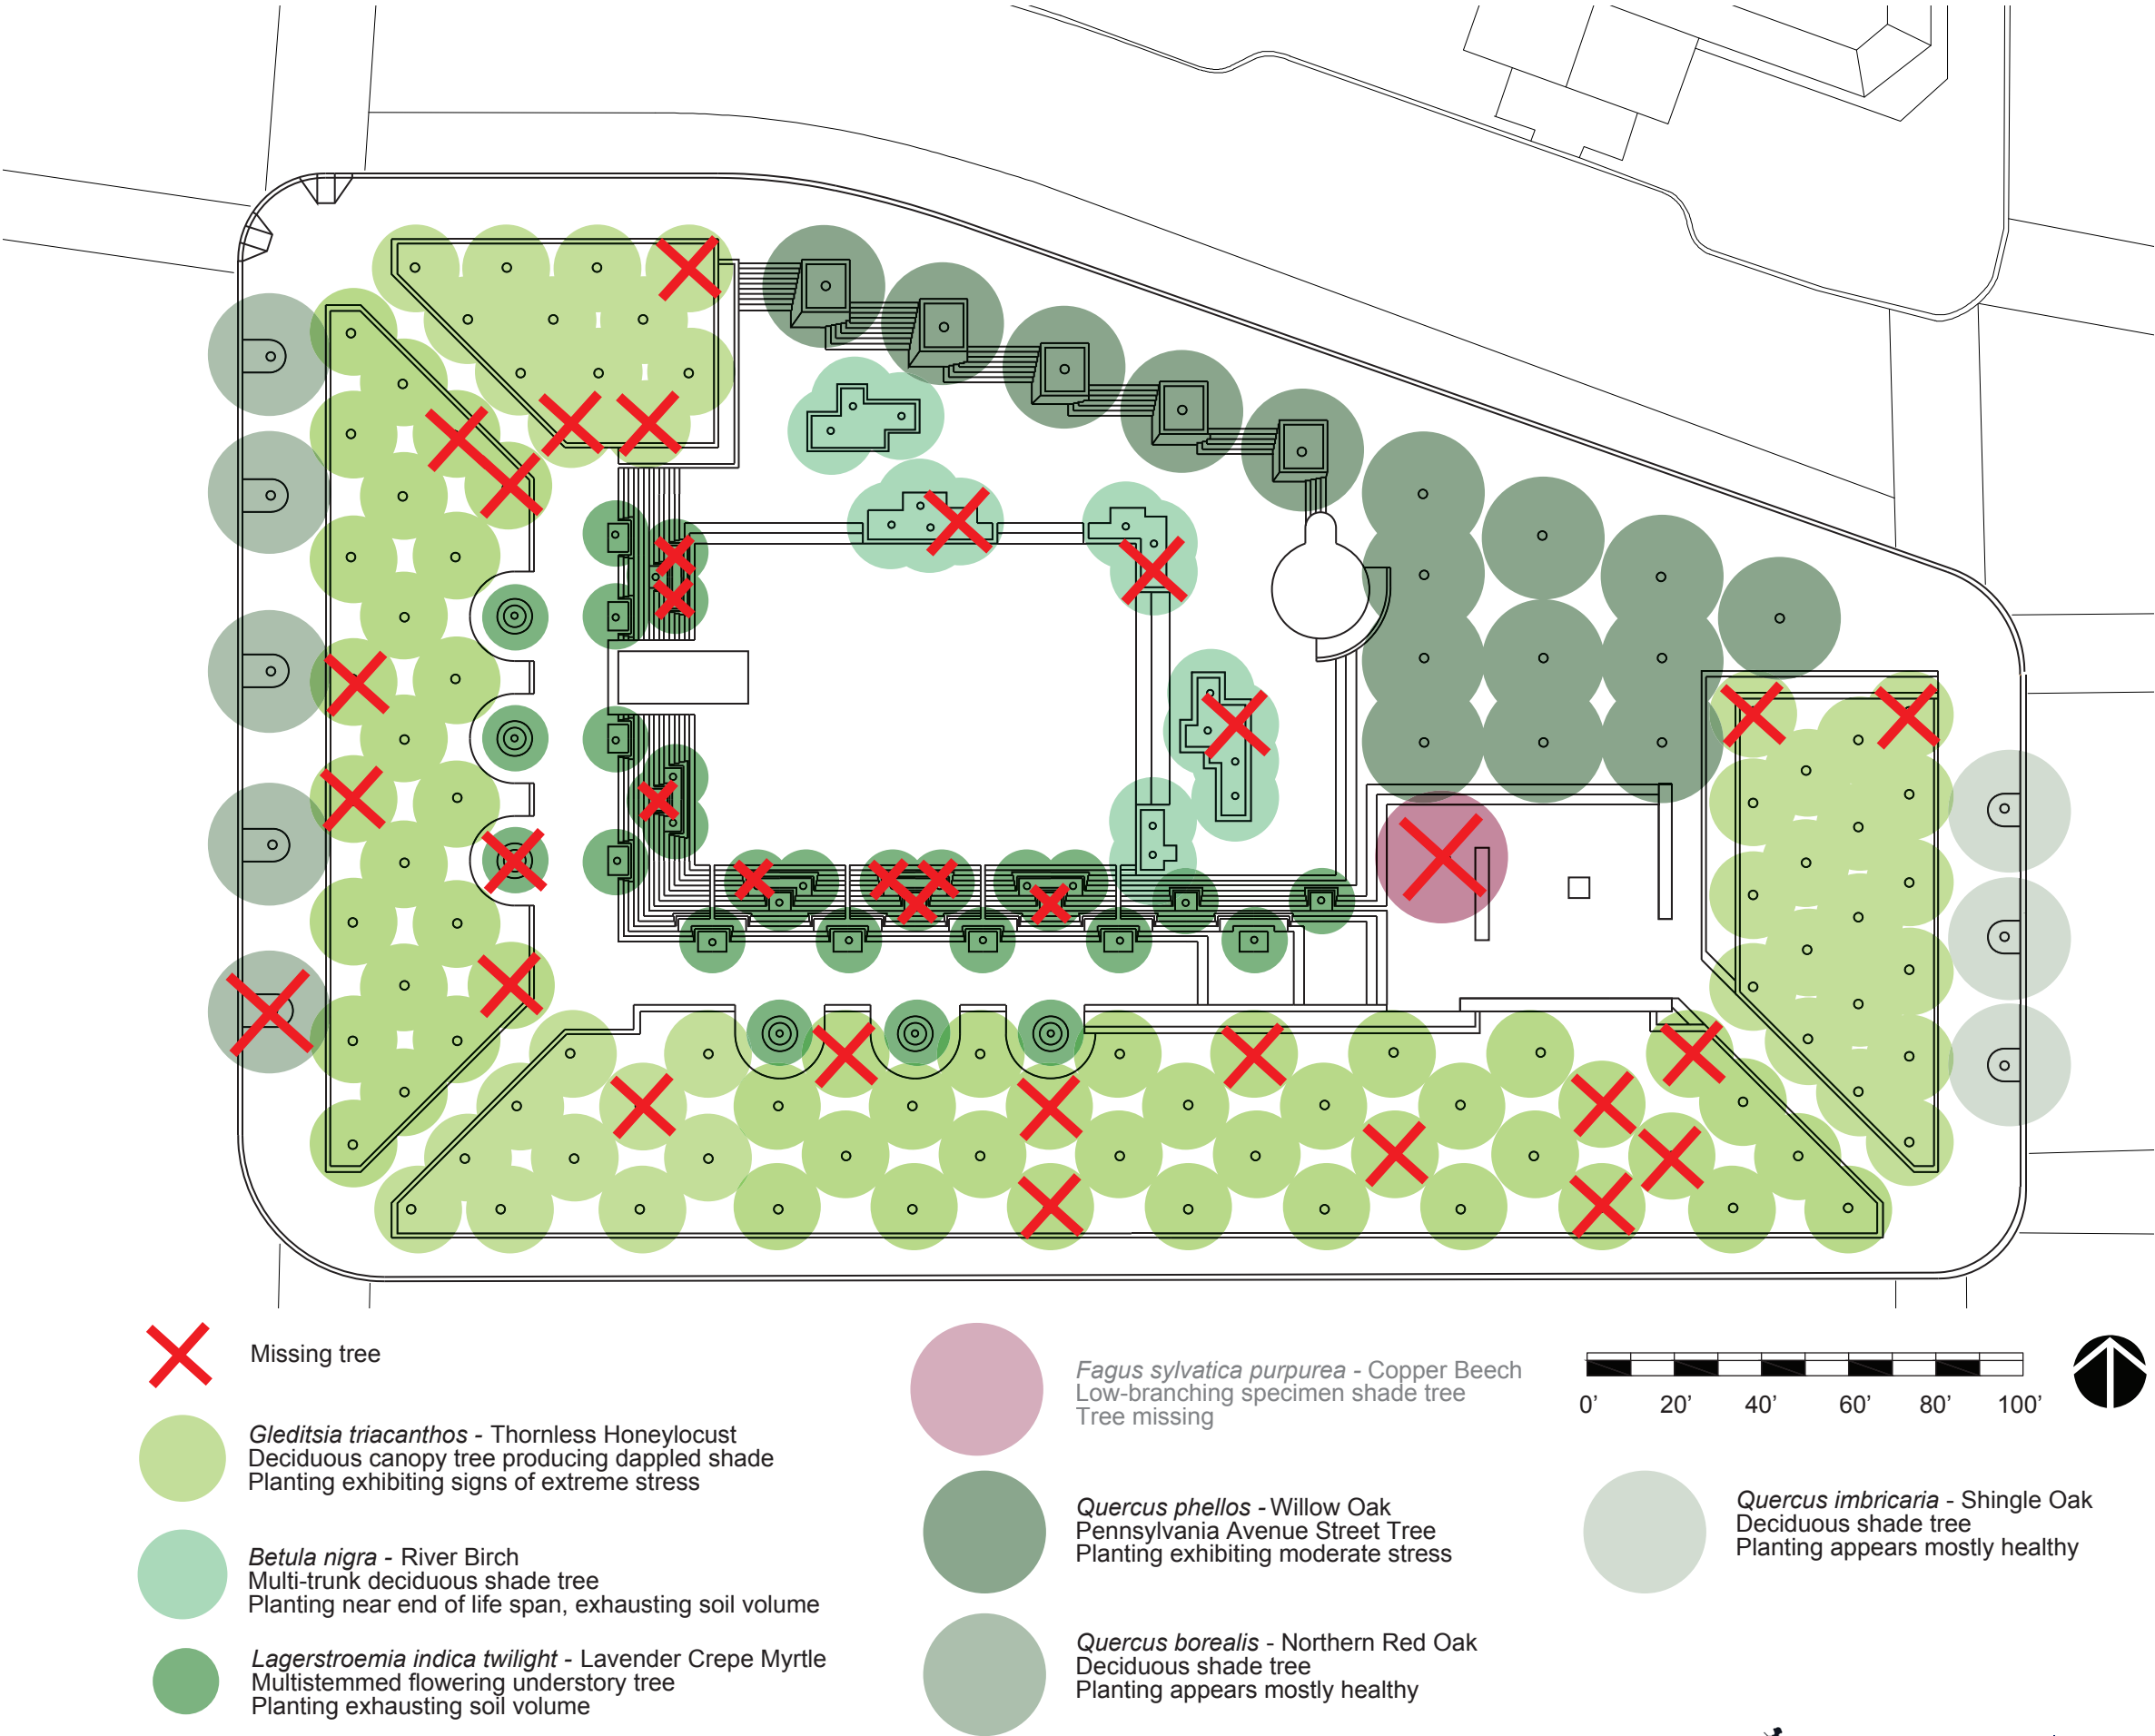 Missing tree
Gleditsia triacanthos - Thornless Honeylocust
Deciduous canopy tree producing dappled shade
Planting exhibiting signs of extreme stress
Betula nigra - River Birch
Multi-trunk deciduous shade tree
Planting near end of life span, exhausting soil volume
Lagerstroemia indica twilight - Lavender Crepe Myrtle
Multistemmed flowering understory tree
Planting exhausting soil volume
Fagus sylvatica purpurea - Copper Beech
Low-branching specimen shade tree
Tree missing
Quercus phellos - Willow Oak
Pennsylvania Avenue Street Tree
Planting exhibiting moderate stress
Quercus borealis - Northern Red Oak
Deciduous shade tree
Planting appears mostly healthy
0’ 20’ 40’ 60’ 80’ 100’
Quercus imbricaria - Shingle Oak
Deciduous shade tree
Planting appears mostly healthy